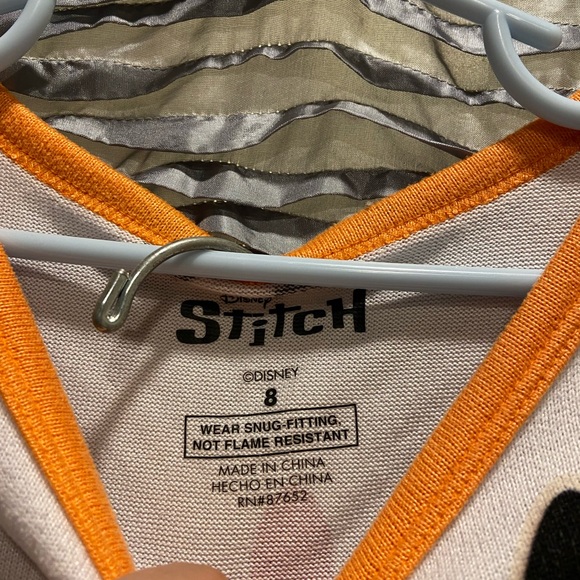 Disney
Stitch
©DISNEY
8
WEAR SNUG-FITTING,
NOT FLAME RESISTANT
MADE IN CHINA
HECHO EN CHINA
RN#87652